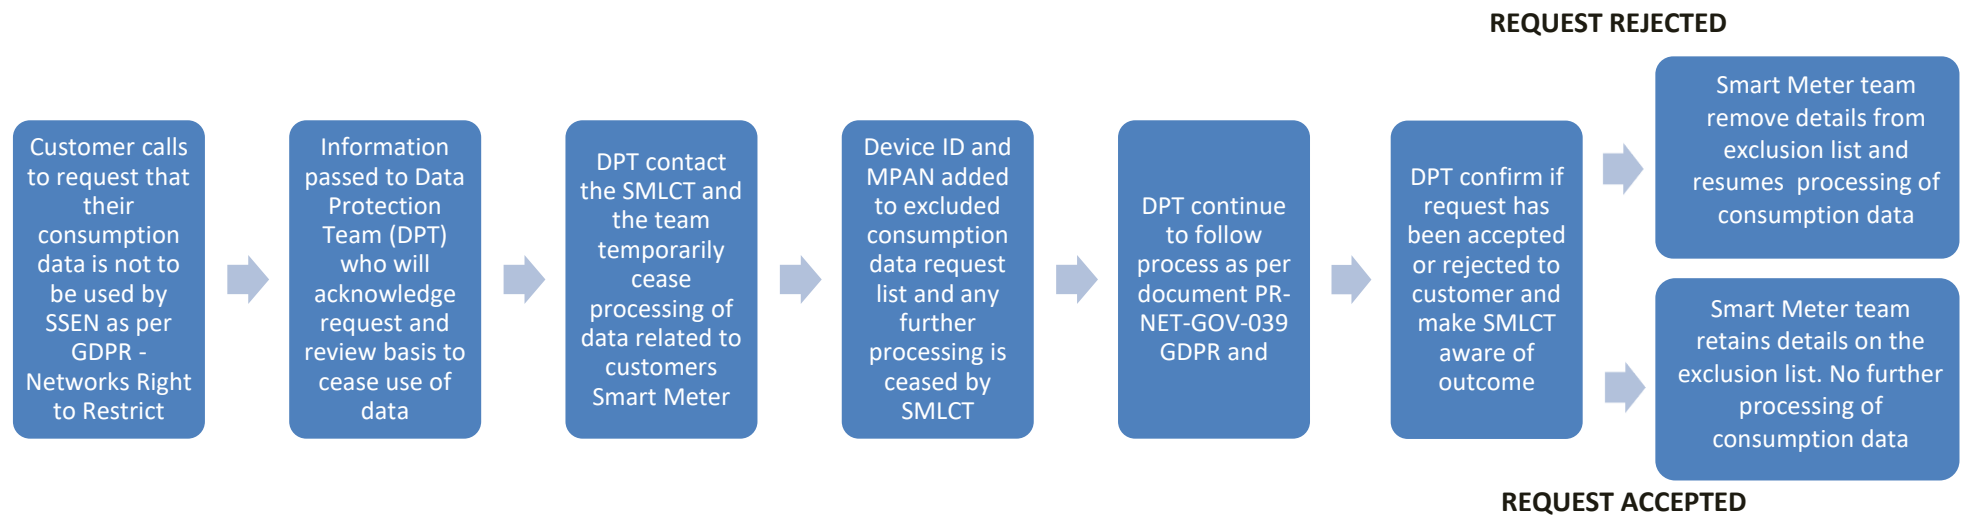 REQUEST REJECTED
Customer calls
to request that
their
consumption
data is not to
be used by
SSEN as per
GDPR -
Networks Right
to Restrict
Information
passed to Data
Protection
Team (DPT)
who will
acknowledge
request and
review basis to
cease use of
data
DPT contact
the SMLCT and
the team
temporarily
cease
processing of
data related to
customers
Smart Meter
Device ID and
MPAN added
to excluded
consumption
data request
list and any
further
processing is
ceased by
SMLCT
DPT continue
to follow
process as per
document PR-
NET-GOV-039
GDPR and
DPT confirm if
request has
been accepted
or rejected to
customer and
make SMLCT
aware of
outcome
Smart Meter team
remove details from
exclusion list and
resumes  processing of
consumption data
Smart Meter team
retains details on the
exclusion list. No further
processing of
consumption data
REQUEST ACCEPTED